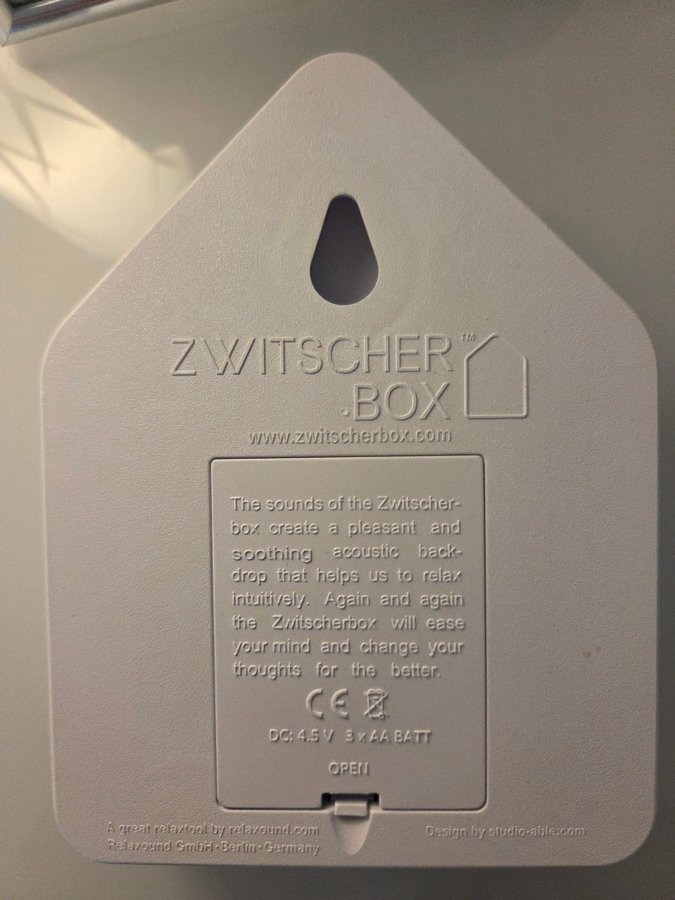 ZWITSCHER™
.BOX
www.zwitscherbox.com
The sounds of the Zwitscher-
box create a pleasant and
soothing acoustic back-
drop that helps us to relax
intuitively. Again and again
the Zwitscherbox will ease
your mind and change your
thoughts for the better.
CE
DC: 4.5 V 3 x AA BATT
OPEN
A great relaxtool by relaxound.com
Relaxound GmbH·Berlin·Germany
Design by studio-able.com